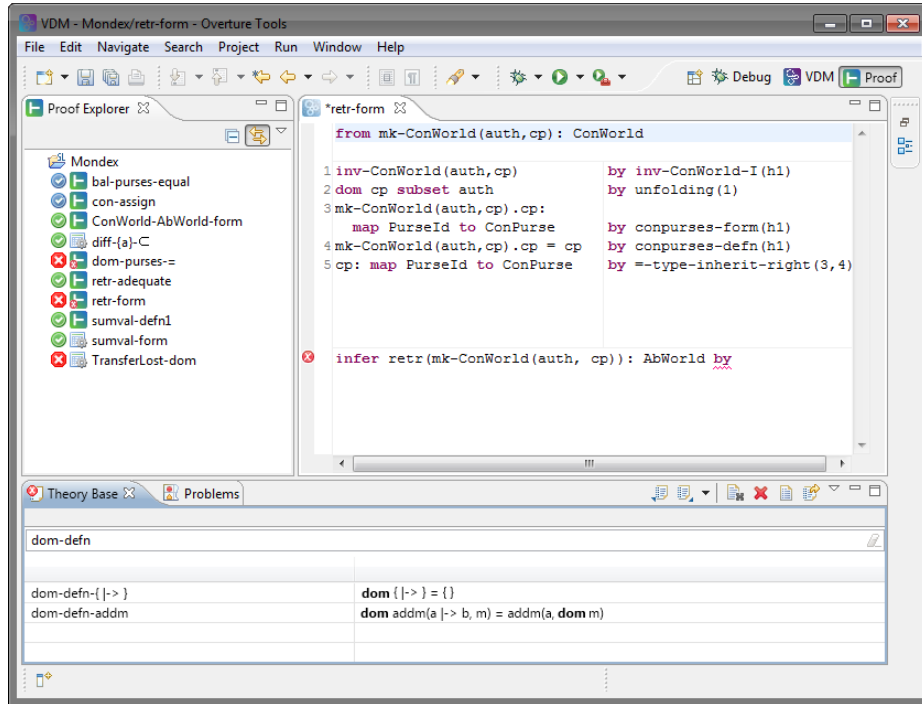 VDM - Mondex/retr-form - Overture Tools
File Edit Navigate Search Project Run Window Help
Debug VDM Proof
Proof Explorer
*retr-form
Mondex
bal-purses-equal
con-assign
ConWorld-AbWorld-form
diff-{a}-⊂
dom-purses-=
retr-adequate
retr-form
sumval-defn1
sumval-form
TransferLost-dom
from mk-ConWorld(auth,cp): ConWorld
1 inv-ConWorld(auth,cp) by inv-ConWorld-I(h1)
2 dom cp subset auth by unfolding(1)
3 mk-ConWorld(auth,cp).cp:
map PurseId to ConPurse by conpurses-form(h1)
4 mk-ConWorld(auth,cp).cp = cp by conpurses-defn(h1)
5 cp: map PurseId to ConPurse by =-type-inherit-right(3,4)
infer retr(mk-ConWorld(auth, cp)): AbWorld by
Theory Base Problems
dom-defn
dom-defn-{ |-> } dom { |-> } = { }
dom-defn-addm dom addm(a |-> b, m) = addm(a, dom m)